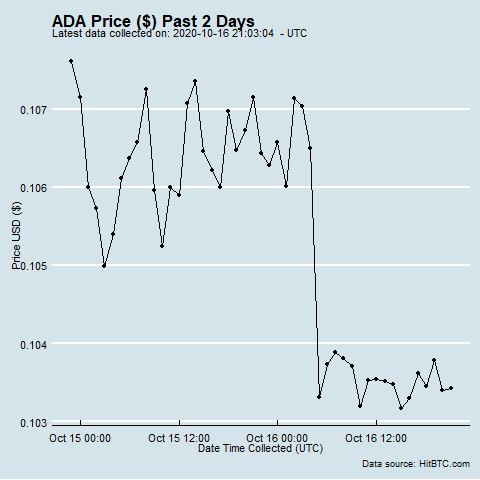 ADA Price ($) Past 2 Days
Latest data collected on: 2020-10-16 21:03:04  - UTC
Price USD ($)
0.107
0.106
0.105
0.104
0.103
Oct 15 00:00
Oct 15 12:00
Oct 16 00:00
Oct 16 12:00
Date Time Collected (UTC)
Data source: HitBTC.com